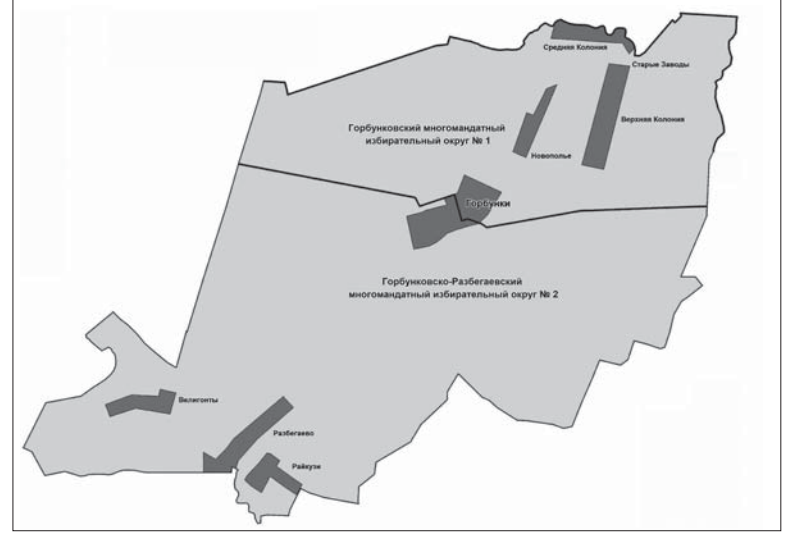 Средняя Колония
Старые Заводы
Верхняя Колония
Горбунковский многомандатный
избирательный округ № 1
Новополье
Горбунки
Горбунковско-Разбегаевский
многомандатный избирательный округ № 2
Велигонты
Разбегаево
Райкузи